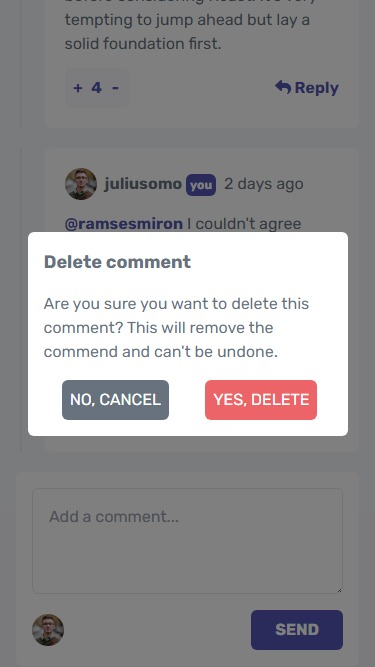 tempting to jump ahead but lay a
solid foundation first.
+ 4 -
Reply
juliusomo you 2 days ago
@ramsesmiron I couldn't agree
Delete comment
Are you sure you want to delete this
comment? This will remove the
commend and can't be undone.
NO, CANCEL
YES, DELETE
Add a comment...
SEND